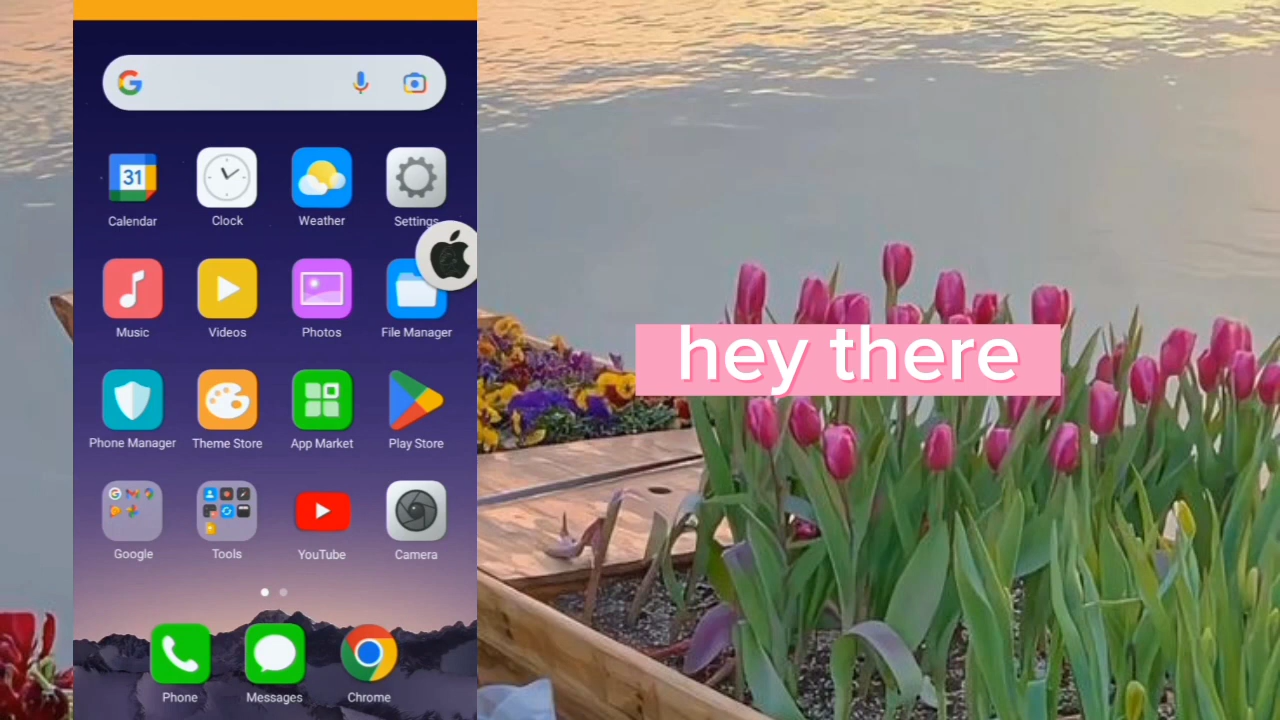 31
Calendar
Clock
Weather
Settings
Music
Videos
Photos
File Manager
Phone Manager
Theme Store
App Market
Play Store
Google
Tools
YouTube
Camera
Phone
Messages
Chrome
hey there